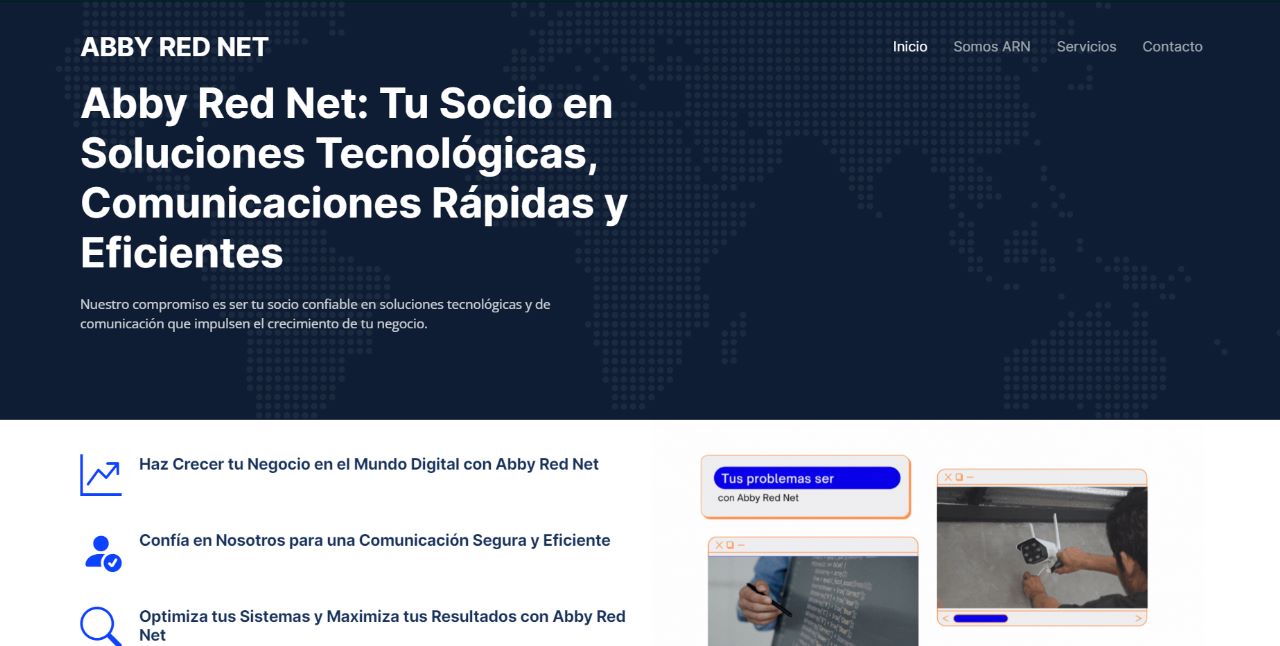 ABBY RED NET
Inicio Somos ARN Servicios Contacto
Abby Red Net: Tu Socio en
Soluciones Tecnológicas,
Comunicaciones Rápidas y
Eficientes
Nuestro compromiso es ser tu socio confiable en soluciones tecnológicas y de
comunicación que impulsen el crecimiento de tu negocio.
Haz Crecer tu Negocio en el Mundo Digital con Abby Red Net
Confía en Nosotros para una Comunicación Segura y Eficiente
Optimiza tus Sistemas y Maximiza tus Resultados con Abby Red
Net
Tus problemas ser
con Abby Red Net